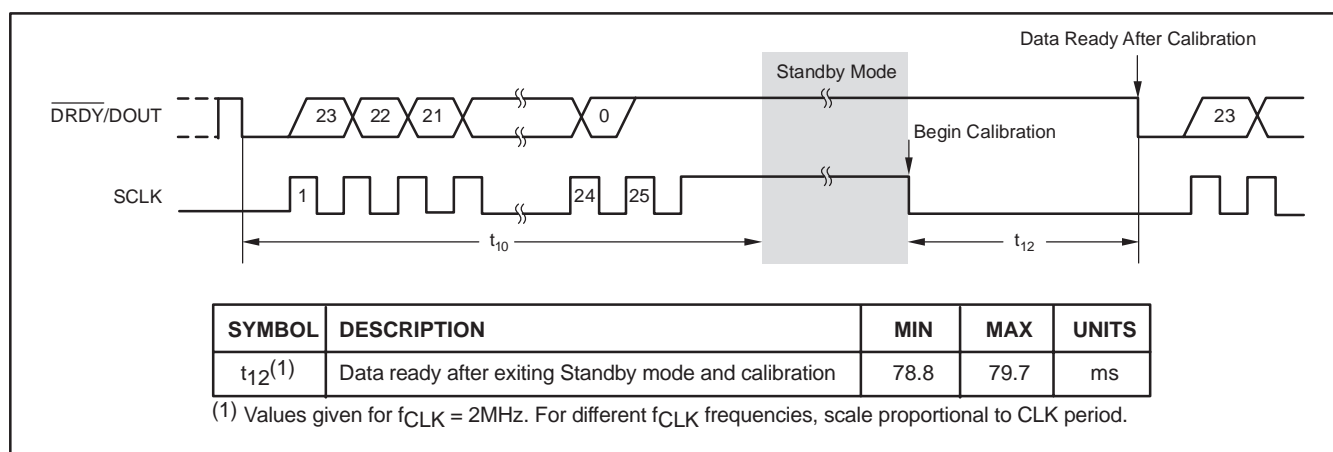 Data Ready After Calibration
Standby Mode
DRDY/DOUT
23 22 21 0 23
Begin Calibration
SCLK
1 24 25
t10 t12
SYMBOL DESCRIPTION MIN MAX UNITS
t12(1) Data ready after exiting Standby mode and calibration 78.8 79.7 ms
(1) Values given for fCLK = 2MHz. For different fCLK frequencies, scale proportional to CLK period.